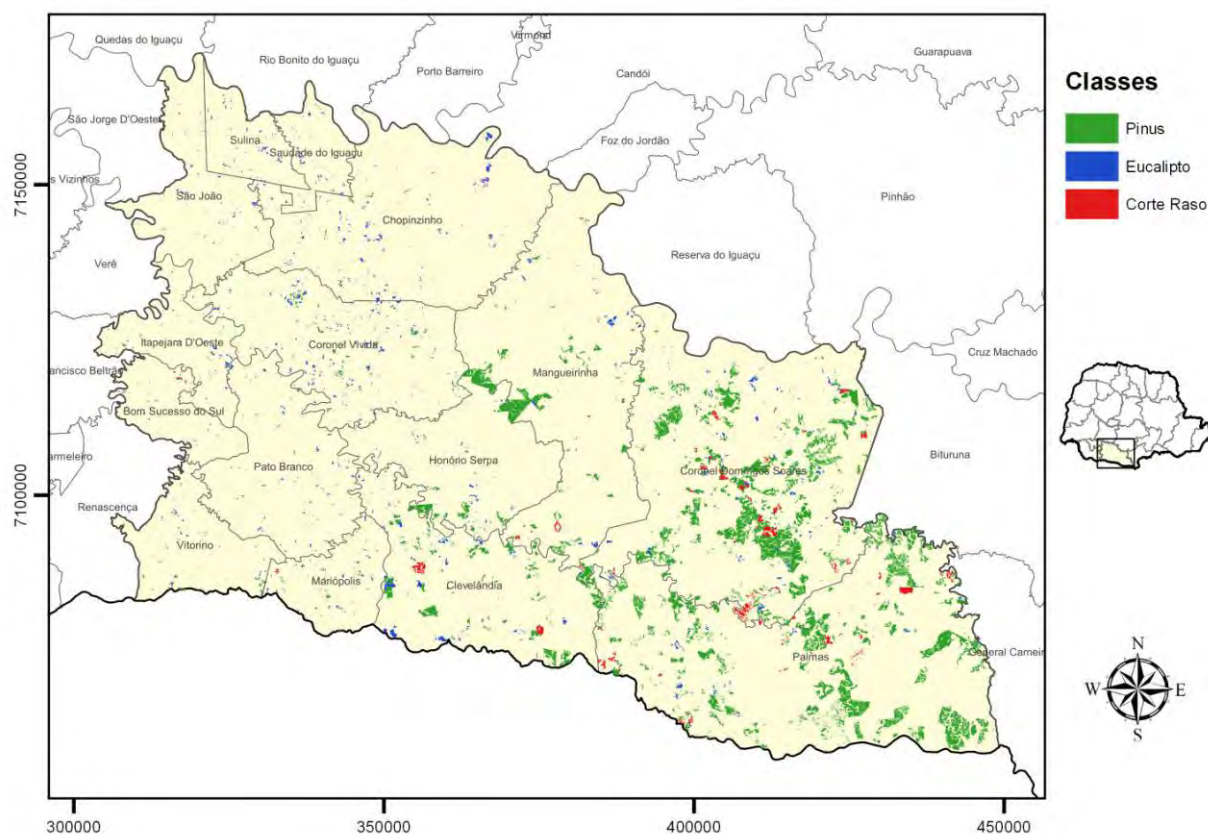 Quedas do Iguaçu
Rio Bonito do Iguaçu
Porto Barreiro
Virmond
Candói
Guarapuava
São Jorge D'Oeste
Sulina
Saudade do Iguaçu
Foz do Jordão
s Vizinhos
São João
Chopinzinho
Pinhão
Reserva do Iguaçu
Verê
Itapejara D'Oeste
Coronel Vivida
Mangueirinha
Cruz Machado
rancisco Beltrão
Bom Sucesso do Sul
armeleiro
Pato Branco
Honório Serpa
Coronel Domingos Soares
Bituruna
Renascença
Vitorino
Mariópolis
Clevelândia
Palmas
General Carneir
7150000
7100000
300000
350000
400000
450000
Classes
Pinus
Eucalipto
Corte Raso
N
W
E
S